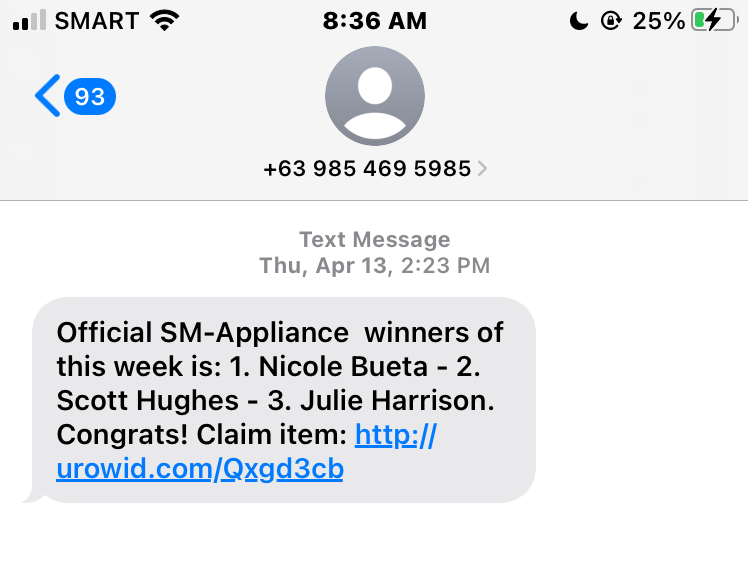 SMART 8:36 AM 25%
93
+63 985 469 5985
Text Message
Thu, Apr 13, 2:23 PM
Official SM-Appliance  winners of
this week is: 1. Nicole Bueta - 2.
Scott Hughes - 3. Julie Harrison.
Congrats! Claim item: http://
urowid.com/Qxgd3cb